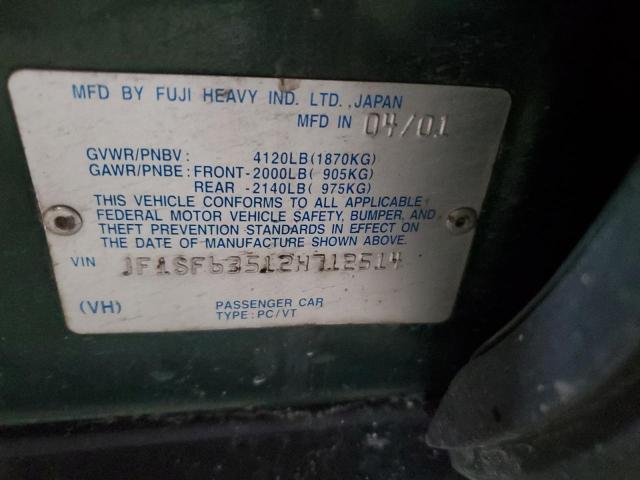 MFD BY FUJI HEAVY IND. LTD.,JAPAN
MFD IN 04/01
GVWR/PNBV: 4120LB(1870KG)
GAWR/PNBE: FRONT-2000LB( 905KG)
REAR -2140LB( 975KG)
THIS VEHICLE CONFORMS TO ALL APPLICABLE
FEDERAL MOTOR VEHICLE SAFETY, BUMPER, AND
THEFT PREVENTION STANDARDS IN EFFECT ON
THE DATE OF MANUFACTURE SHOWN ABOVE.
VIN JF1SF63512H712514
(VH) PASSENGER CAR
TYPE:PC/VT